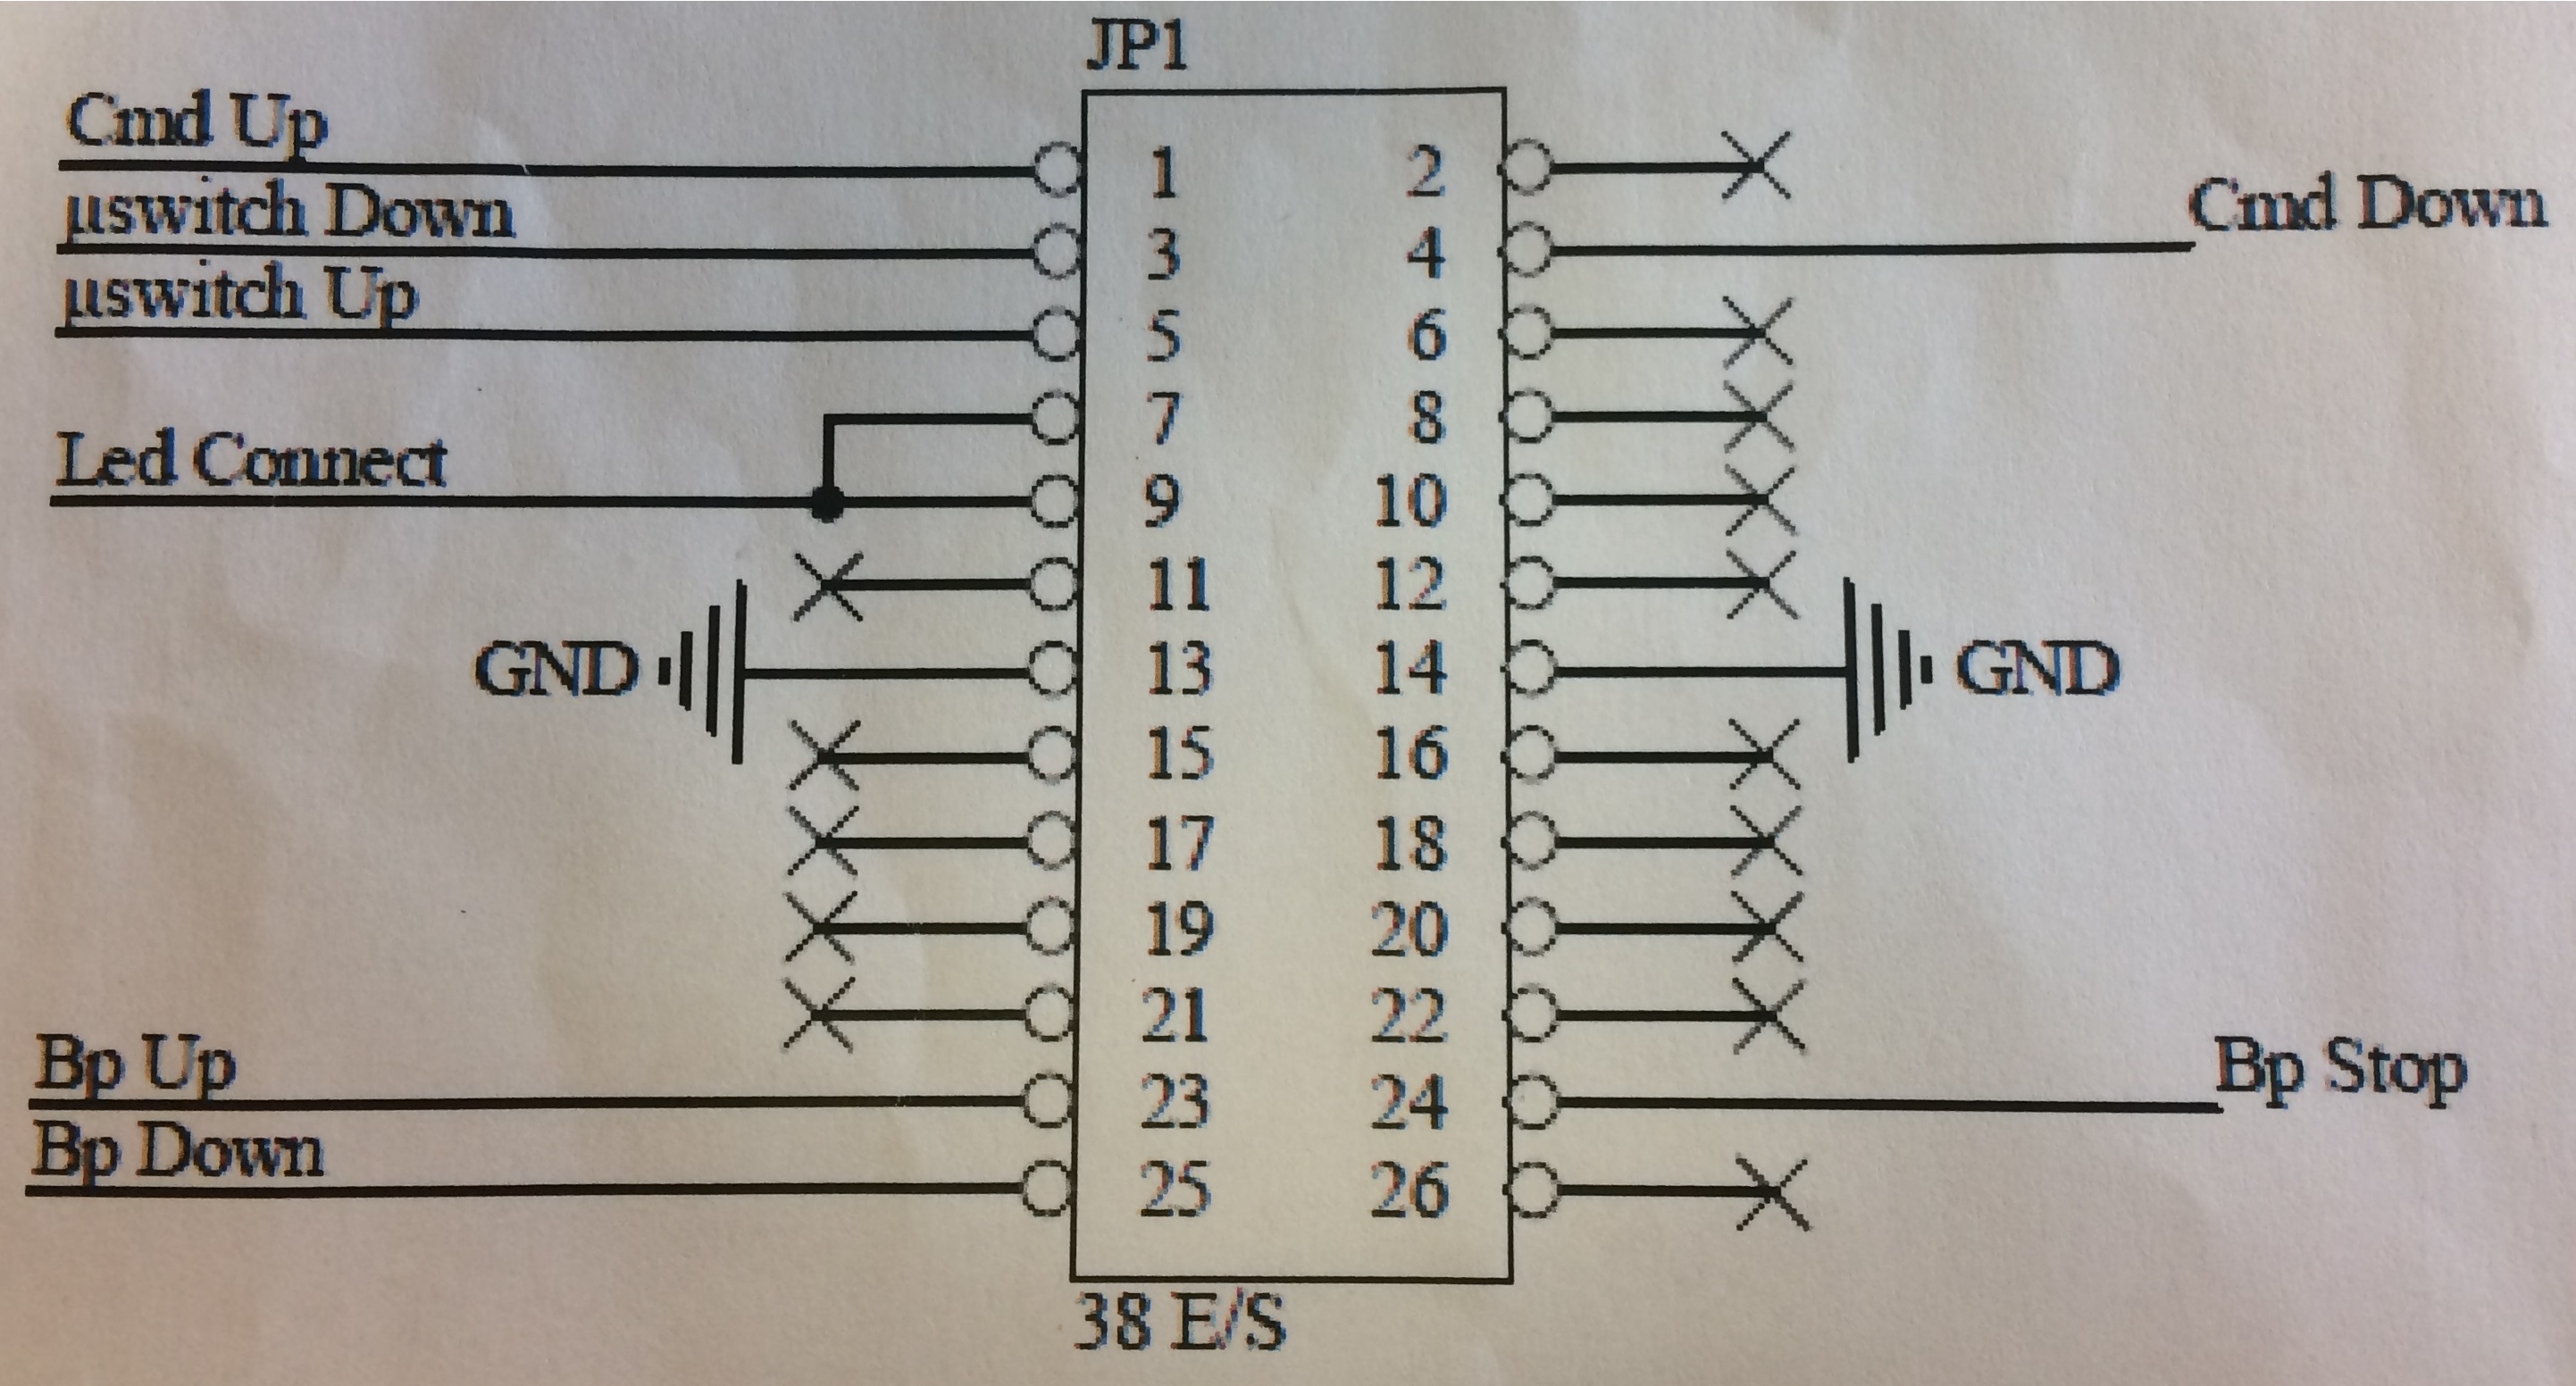 JP1
Cmd Up
1
2
µswitch Down
3
4
Cmd Down
µswitch Up
5
6
7
8
Led Connect
9
10
11
12
GND
13
14
GND
15
16
17
18
19
20
21
22
Bp Up
23
24
Bp Stop
Bp Down
25
26
38 E/S